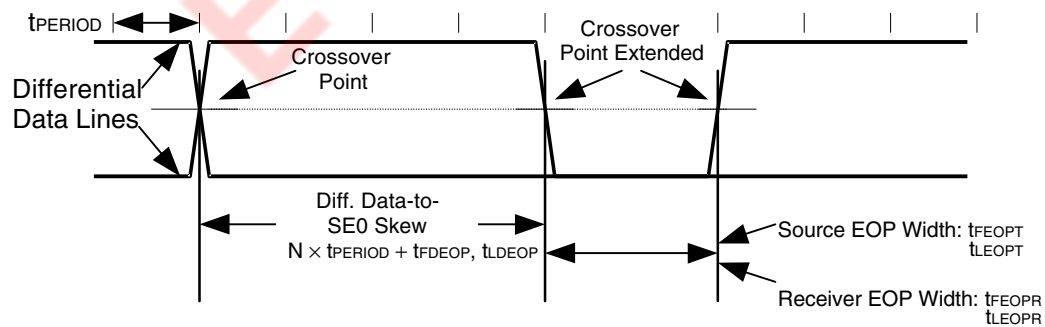 tPERIOD
Differential
Data Lines
Crossover
Point
Crossover
Point Extended
Diff. Data-to-
SE0 Skew
N × tPERIOD + tFDEOP, tLDEOP
Source EOP Width: tFEOPT
tLEOPT
Receiver EOP Width: tFEOPR
tLEOPR